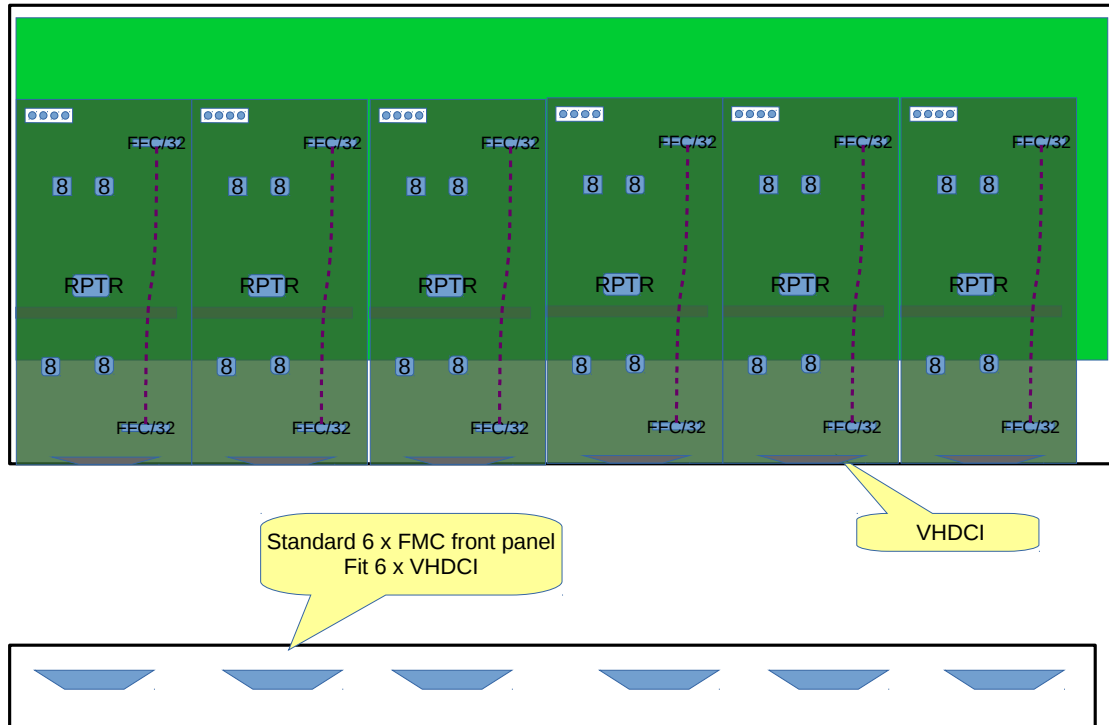 FFC/32 FFC/32 FFC/32 FFC/32 FFC/32 FFC/32
8 8 8 8 8 8 8 8 8 8 8 8
RPTR RPTR RPTR RPTR RPTR RPTR
8 8 8 8 8 8 8 8 8 8 8 8
FFC/32 FFC/32 FFC/32 FFC/32 FFC/32 FFC/32
Standard 6 x FMC front panel
Fit 6 x VHDCI
VHDCI